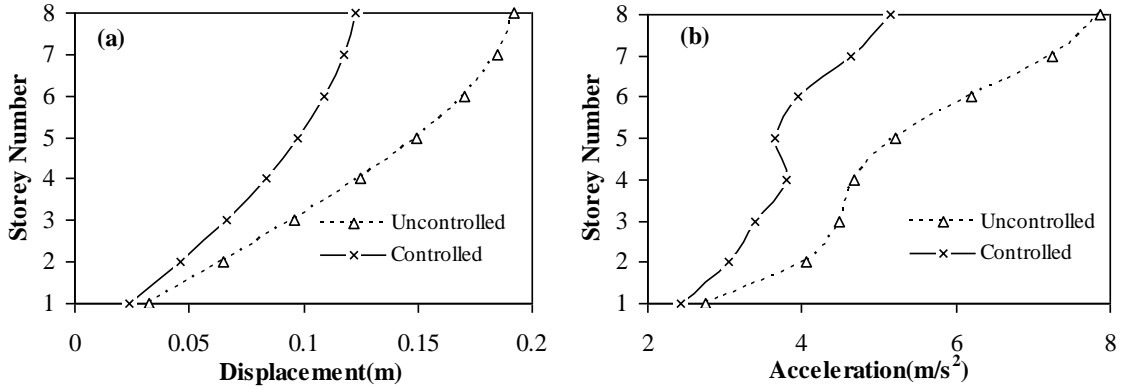 (a)
Storey Number
8
7
6
5
4
3
2
1
Uncontrolled
Controlled
0
0.05
0.1
0.15
0.2
Displacement(m)
(b)
Storey Number
8
7
6
5
4
3
2
1
Uncontrolled
Controlled
2
4
6
8
Acceleration(m/s²)